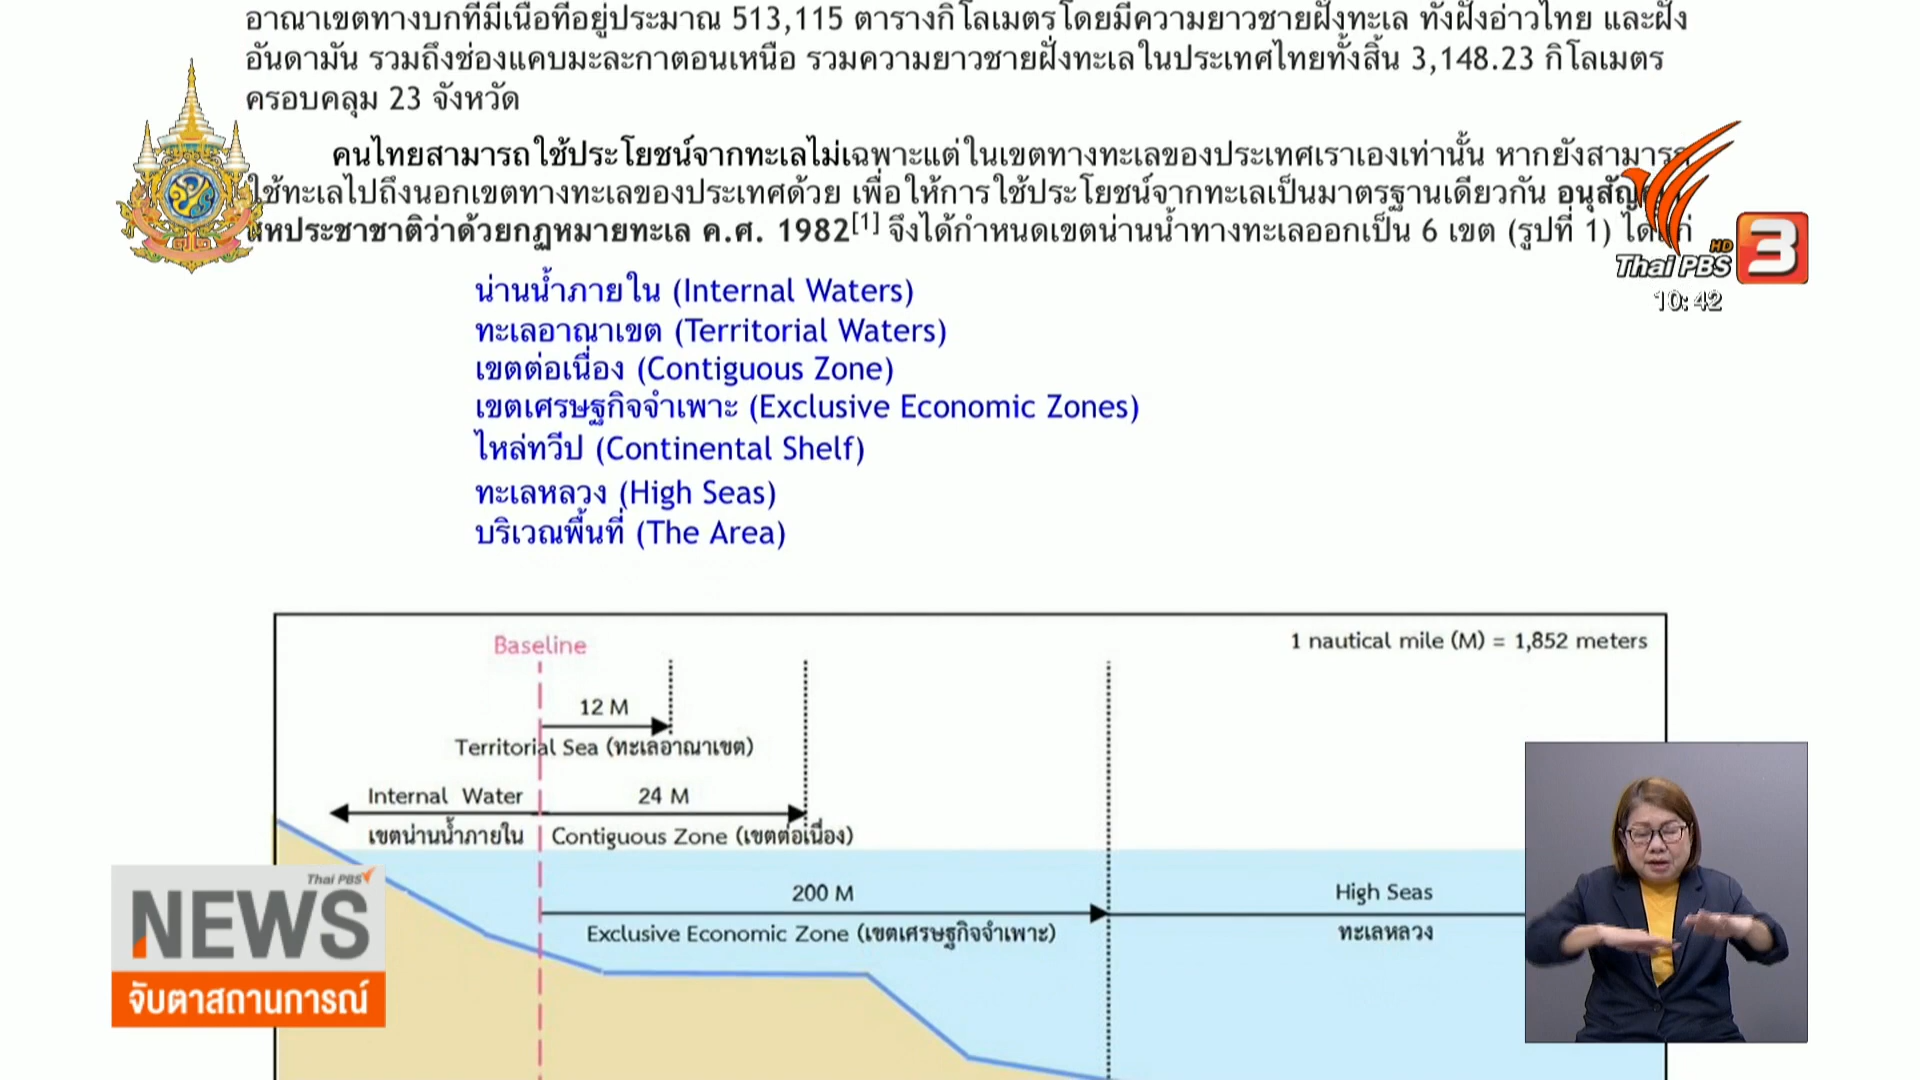 อาณาเขตทางบกที่มีเนื้อที่อยู่ประมาณ 513,115 ตารางกิโลเมตรโดยมีความยาวชายฝั่งทะเล ทั้งฝั่งอ่าวไทย และฝั่ง
อันดามัน รวมถึงช่องแคบมะละกาตอนเหนือ รวมความยาวชายฝั่งทะเลในประเทศไทยทั้งสิ้น 3,148.23 กิโลเมตร
ครอบคลุม 23 จังหวัด
คนไทยสามารถใช้ประโยชน์จากทะเลไม่เฉพาะแต่ในเขตทางทะเลของประเทศเราเองเท่านั้น หากยังสามารถ
ใช้ทะเลไปถึงนอกเขตทางทะเลของประเทศด้วย เพื่อให้การใช้ประโยชน์จากทะเลเป็นมาตรฐานเดียวกัน
สหประชาชาติว่าด้วยกฎหมายทะเล ค.ศ. 1982[1] จึงได้กำหนดเขตน่านน้ำทางทะเลออกเป็น 6 เขต (รูปที่ 1) ได้แก่
Thai PBS HD 3
10:42
น่านน้ำภายใน (Internal Waters)
ทะเลอาณาเขต (Territorial Waters)
เขตต่อเนื่อง (Contiguous Zone)
เขตเศรษฐกิจจำเพาะ (Exclusive Economic Zones)
ไหล่ทวีป (Continental Shelf)
ทะเลหลวง (High Seas)
บริเวณพื้นที่ (The Area)
Baseline
1 nautical mile (M) = 1,852 meters
12 M
Territorial Sea (ทะเลอาณาเขต)
Internal Water
24 M
เขตน่านน้ำภายใน
Contiguous Zone (เขตต่อเนื่อง)
200 M
High Seas
Exclusive Economic Zone (เขตเศรษฐกิจจำเพาะ)
ทะเลหลวง
Thai PBS
NEWS
จับตาสถานการณ์